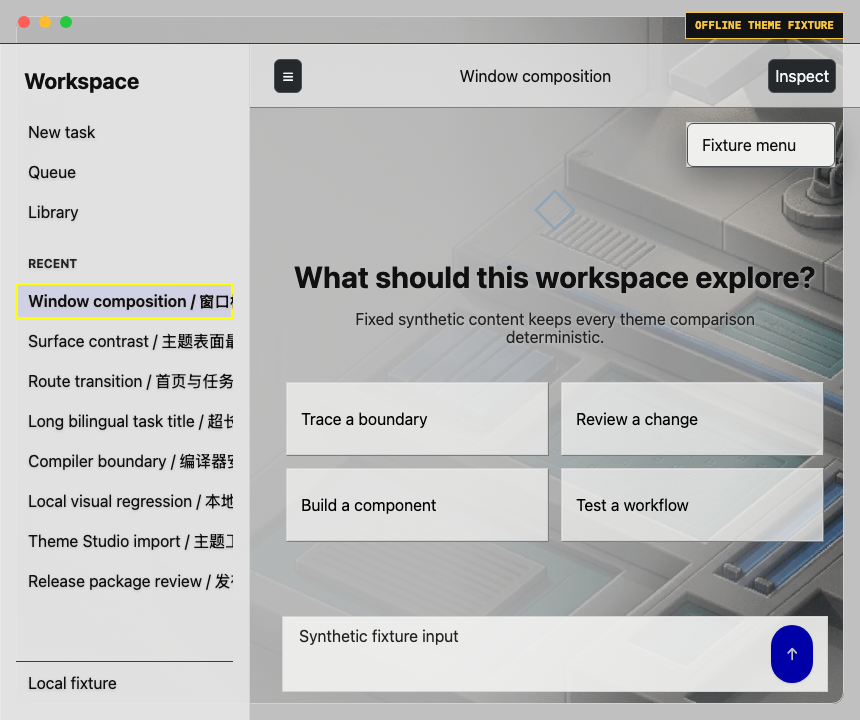 OFFLINE THEME FIXTURE
Workspace
Window composition
Inspect
New task
Queue
Library
Fixture menu
RECENT
Window composition / 窗口
Surface contrast / 主题表面
Route transition / 首页与任务
Long bilingual task title / 超
Compiler boundary / 编译器
Local visual regression / 本地
Theme Studio import / 主题
Release package review / 发
Local fixture
What should this workspace explore?
Fixed synthetic content keeps every theme comparison
deterministic.
Trace a boundary
Review a change
Build a component
Test a workflow
Synthetic fixture input